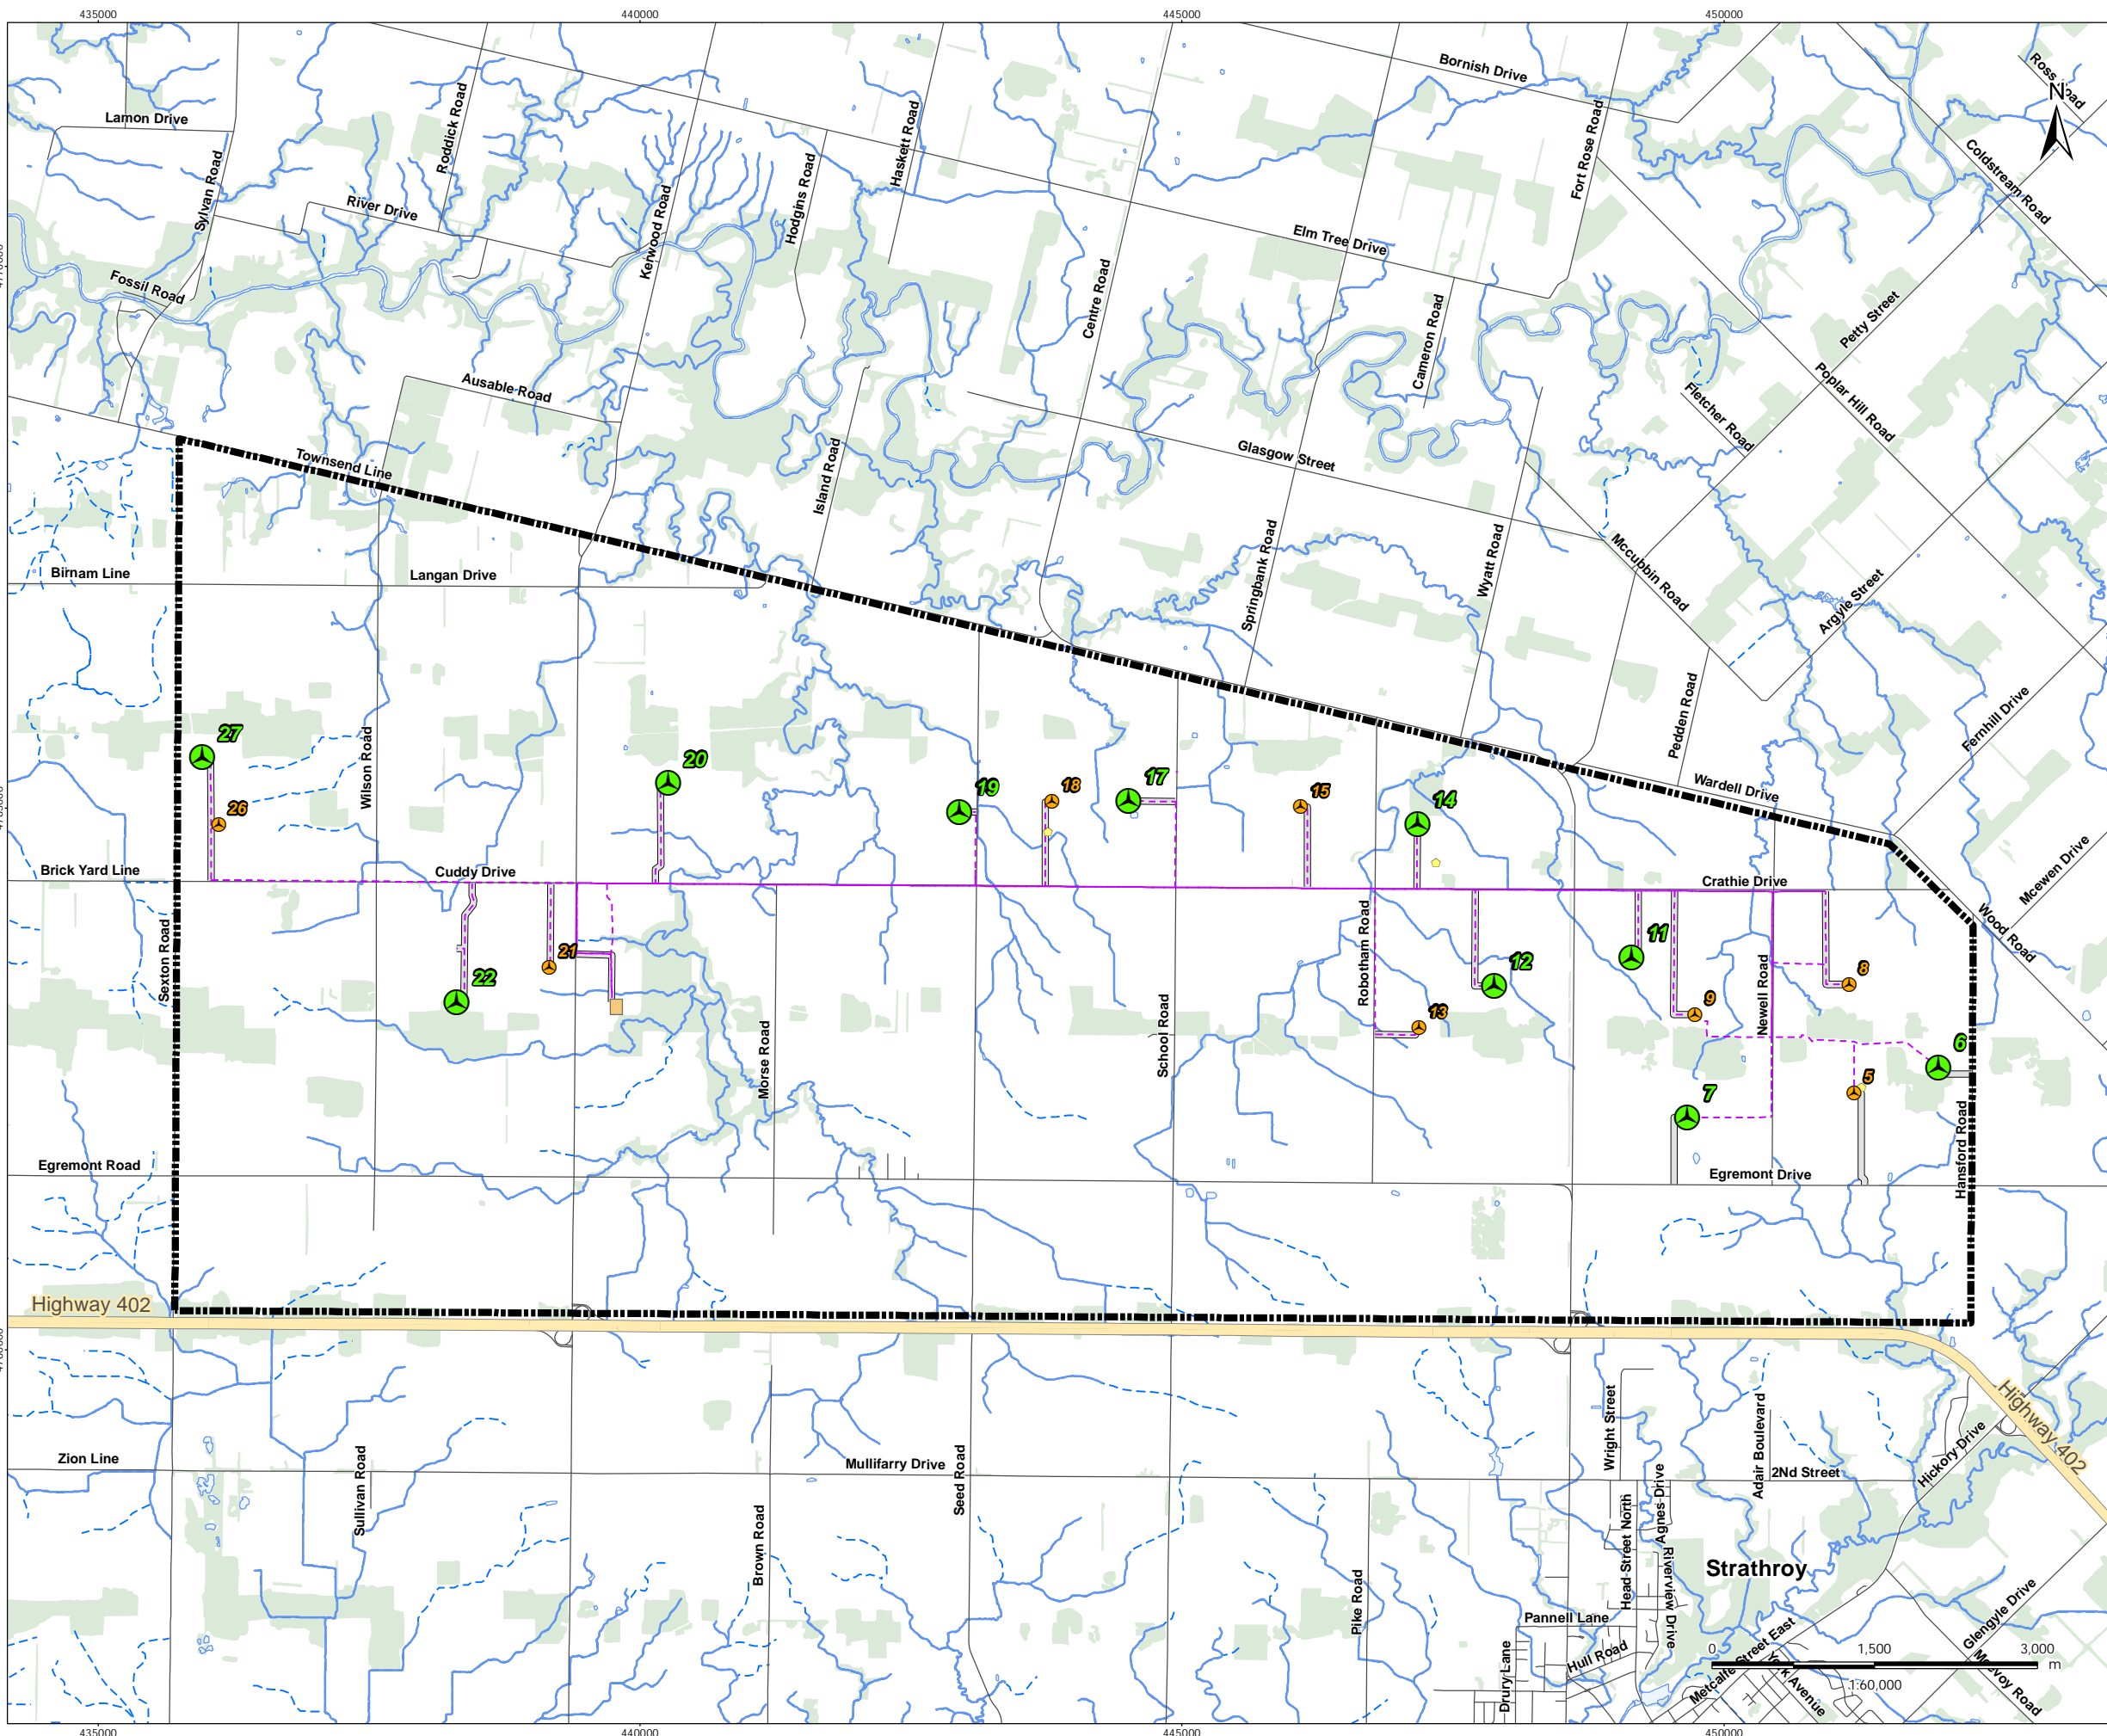 435000
440000
445000
450000
Bornish Drive
Ross Road
N
Lamon Drive
Roddick Road
Haskett Road
Fort Rose Road
Coldstream Road
Sylvan Road
River Drive
Kerwood Road
Hodgins Road
Elm Tree Drive
Fossil Road
Centre Road
Cameron Road
Petty Street
Ausable Road
Poplar Hill Road
Fletcher Road
Townsend Line
Island Road
Glasgow Street
Springbank Road
Wyatt Road
Mccubbin Road
Argyle Street
Birnam Line
Langan Drive
Pedden Road
Fernhill Drive
27
Wilson Road
20
19
18
17
15
14
Wardell Drive
26
Brick Yard Line
Cuddy Drive
Crathie Drive
Mcewen Drive
Sexton Road
Robotham Road
Wood Road
21
22
11
12
8
9
13
Newell Road
School Road
Morse Road
6
5
7
Hansford Road
Egremont Road
Egremont Drive
Highway 402
Highway 402
Wright Street
Adair Boulevard
Hickory Drive
Zion Line
Sullivan Road
Mullifarry Drive
Seed Road
2Nd Street
Agnes Drive
Head Street North
Brown Road
Pike Road
Riverview Drive
Strathroy
Pannell Lane
Glengyle Drive
Hull Road
Drury Lane
Metcalfe Street East
York Avenue
Mcevoy Road
0
1,500
3,000
m
1:60,000
435000
440000
445000
450000